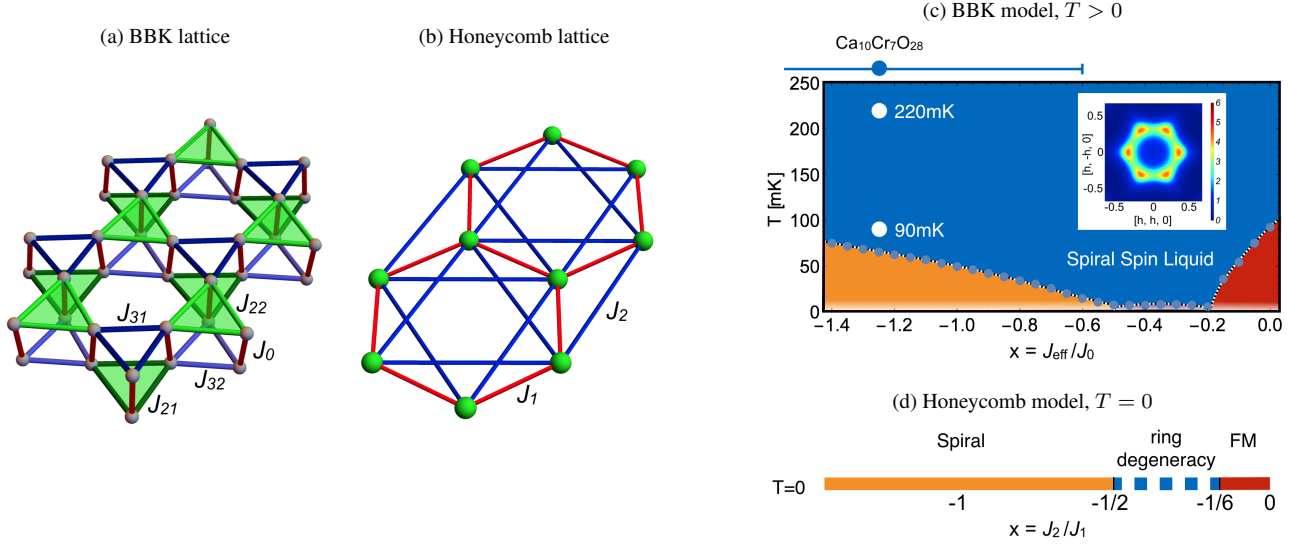 (a) BBK lattice
J31
J22
J0
J32
J21
(b) Honeycomb lattice
J2
J1
(c) BBK model, T > 0
Ca10Cr7O28
T [mK]
250
200
150
100
50
0
220mK
90mK
Spiral Spin Liquid
[h, -h, 0]
0.5
0
-0.5
-0.5
0
0.5
[h, h, 0]
6
5
4
3
2
1
0
−1.4
−1.2
−1.0
−0.8
−0.6
−0.4
−0.2
0.0
x = Jeff/J0
(d) Honeycomb model, T = 0
Spiral
ring
degeneracy
FM
T=0
-1
-1/2
-1/6
0
x = J2/J1